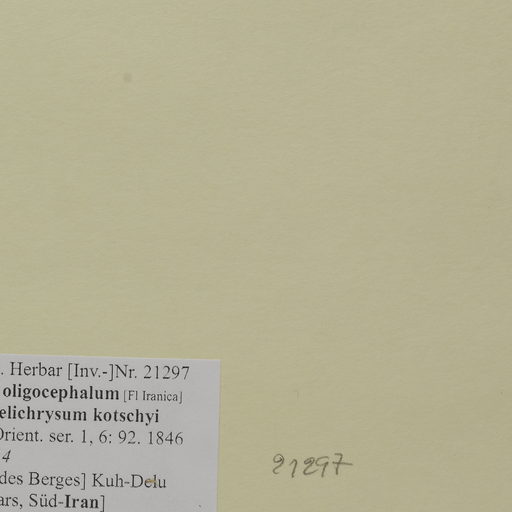 . Herbar [Inv.-]Nr. 21297
oligocephalum [Fl Iranica]
elichrysum kotschyi
Orient. ser. 1, 6: 92. 1846
4
des Berges] Kuh-Delu
ars, Süd-Iran]
21297